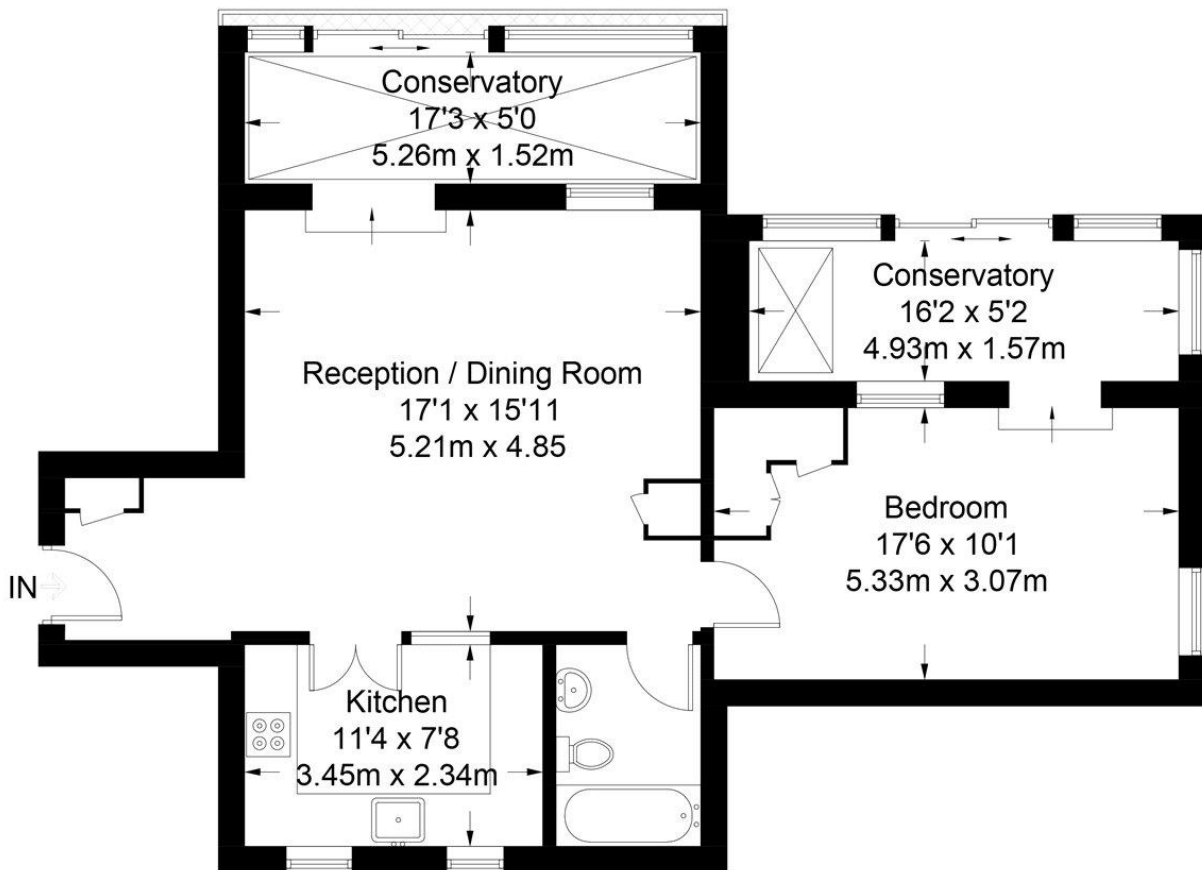 Conservatory
17'3 x 5'0
5.26m x 1.52m
Conservatory
16'2 x 5'2
4.93m x 1.57m
Reception / Dining Room
17'1 x 15'11
5.21m x 4.85
Bedroom
17'6 x 10'1
5.33m x 3.07m
IN
Kitchen
11'4 x 7'8
3.45m x 2.34m